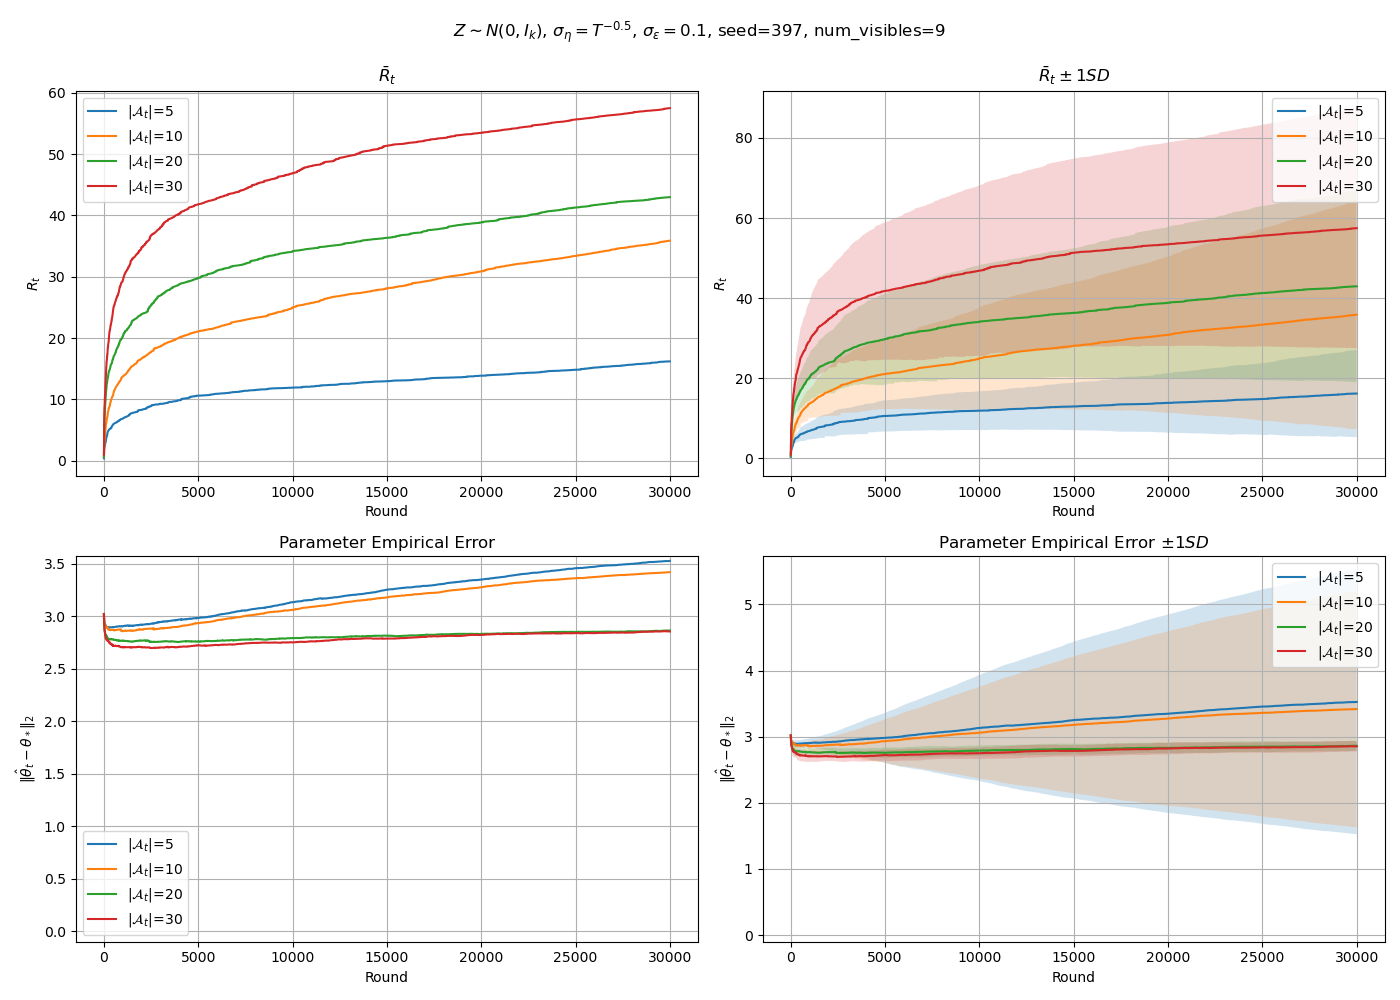 Z ∼ N(0, I_k), σ_η = T^{−0.5}, σ_ε = 0.1, seed=397, num_visibles=9
R̄_t
60
50
40
30
20
10
0
R_t
|𝒜_t|=5
|𝒜_t|=10
|𝒜_t|=20
|𝒜_t|=30
0 5000 10000 15000 20000 25000 30000
Round
R̄_t ± 1SD
80
60
40
20
0
R_t
|𝒜_t|=5
|𝒜_t|=10
|𝒜_t|=20
|𝒜_t|=30
0 5000 10000 15000 20000 25000 30000
Round
Parameter Empirical Error
3.5
3.0
2.5
2.0
1.5
1.0
0.5
0.0
‖θ̂_t − θ_*‖_2
|𝒜_t|=5
|𝒜_t|=10
|𝒜_t|=20
|𝒜_t|=30
0 5000 10000 15000 20000 25000 30000
Round
Parameter Empirical Error ±1SD
5
4
3
2
1
0
‖θ̂_t − θ_*‖_2
|𝒜_t|=5
|𝒜_t|=10
|𝒜_t|=20
|𝒜_t|=30
0 5000 10000 15000 20000 25000 30000
Round